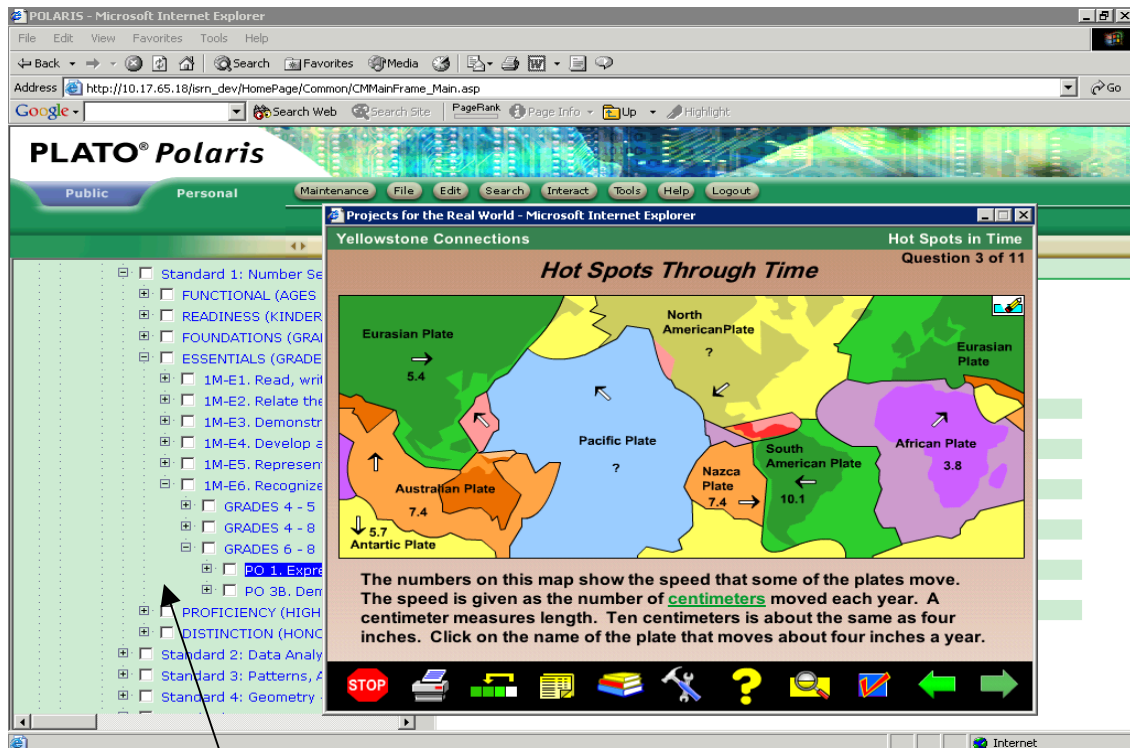 POLARIS - Microsoft Internet Explorer
File Edit View Favorites Tools Help
Back Search Favorites Media
Address http://10.17.65.18/isrn_dev/HomePage/Common/CMMainFrame_Main.asp Go
Google Search Web Search Site PageRank Page Info Up Highlight
PLATO® Polaris
Public Personal Maintenance File Edit Search Interact Tools Help Logout
Standard 1: Number Se
FUNCTIONAL (AGES
READINESS (KINDER
FOUNDATIONS (GRA
ESSENTIALS (GRADE
1M-E1. Read, writ
1M-E2. Relate the
1M-E3. Demonstr
1M-E4. Develop a
1M-E5. Represen
1M-E6. Recognize
GRADES 4 - 5
GRADES 4 - 8
GRADES 6 - 8
PO 1. Expre
PO 3B. Den
PROFICIENCY (HIGH
DISTINCTION (HONO
Standard 2: Data Analy
Standard 3: Patterns, A
Standard 4: Geometry
Projects for the Real World - Microsoft Internet Explorer
Yellowstone Connections Hot Spots in Time
Question 3 of 11
Hot Spots Through Time
Eurasian Plate
5.4
North
AmericanPlate
?
Eurasian
Plate
Pacific Plate
?
Australian Plate
7.4
5.7
Antartic Plate
Nazca
Plate
7.4
South
American Plate
10.1
African Plate
3.8
The numbers on this map show the speed that some of the plates move.
The speed is given as the number of centimeters moved each year. A
centimeter measures length. Ten centimeters is about the same as four
inches. Click on the name of the plate that moves about four inches a year.
STOP
Internet